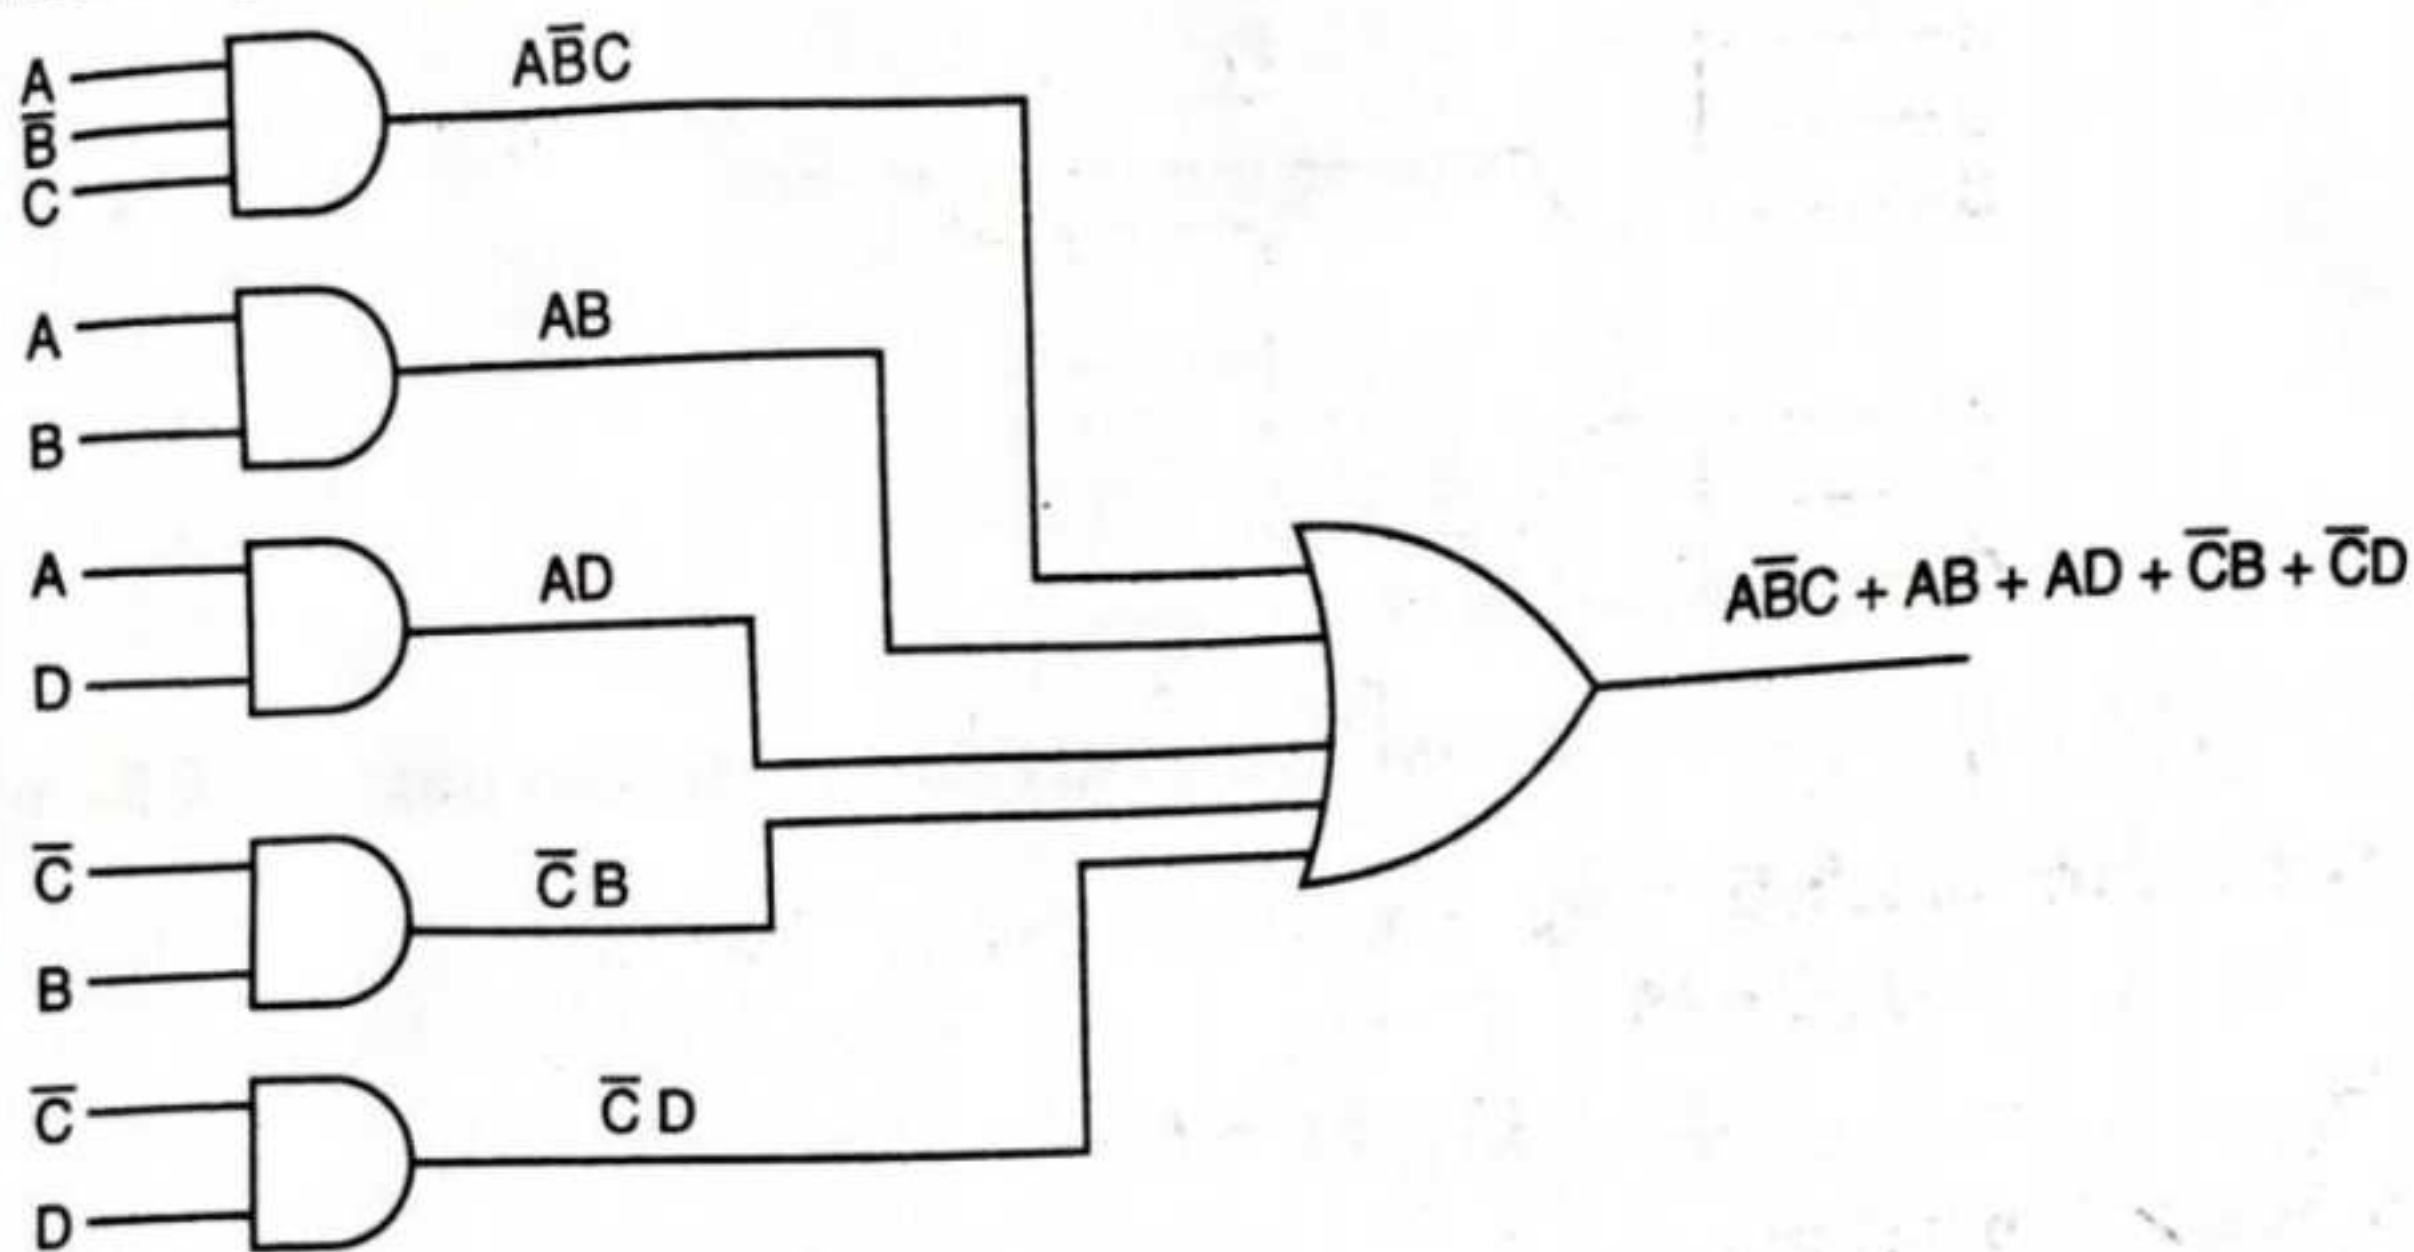 A
B̅
C
AB̅C
A
B
AB
A
D
AD
AB̅C + AB + AD + C̅B + C̅D
C̅
B
C̅ B
C̅
D
C̅ D